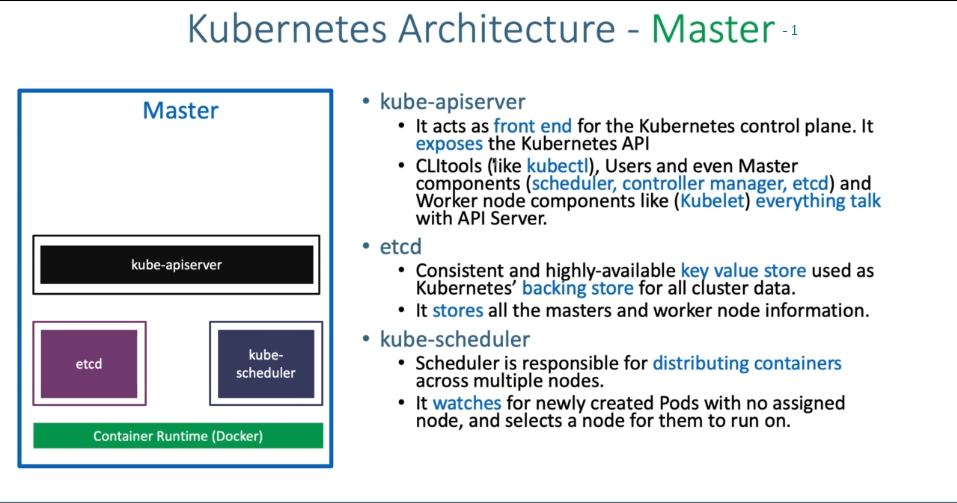 Kubernetes Architecture - Master - 1
Master
kube-apiserver
etcd
kube-
scheduler
Container Runtime (Docker)
• kube-apiserver
• It acts as front end for the Kubernetes control plane. It
exposes the Kubernetes API
• CLItools (like kubectl), Users and even Master
components (scheduler, controller manager, etcd) and
Worker node components like (Kubelet) everything talk
with API Server.
• etcd
• Consistent and highly-available key value store used as
Kubernetes’ backing store for all cluster data.
• It stores all the masters and worker node information.
• kube-scheduler
• Scheduler is responsible for distributing containers
across multiple nodes.
• It watches for newly created Pods with no assigned
node, and selects a node for them to run on.